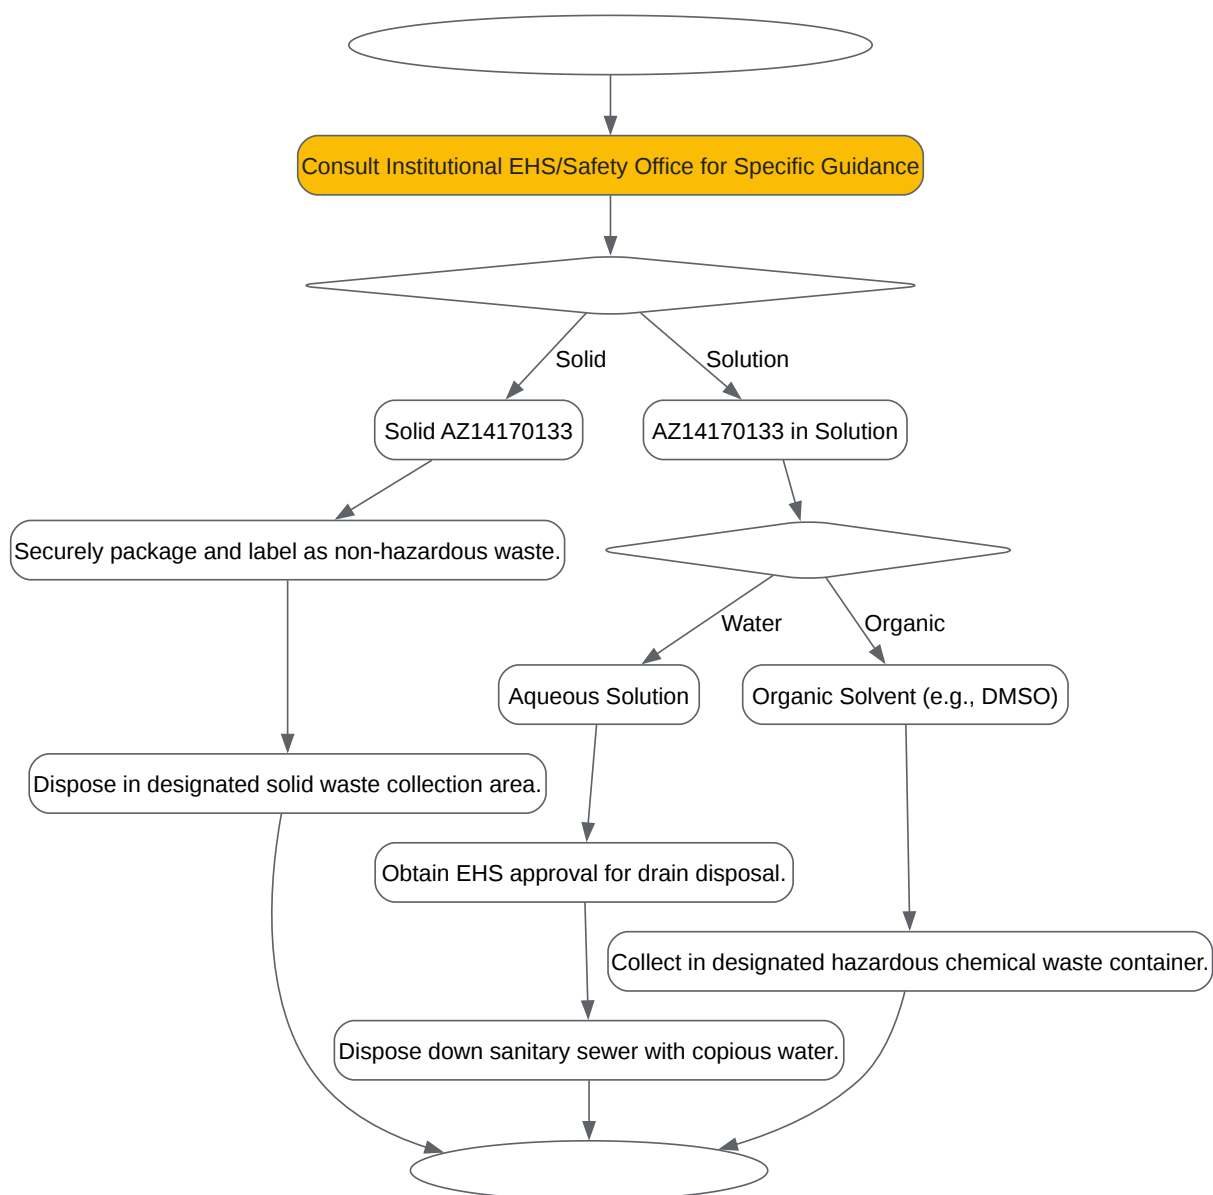 Consult Institutional EHS/Safety Office for Specific Guidance
Solid
Solution
Solid AZ14170133
AZ14170133 in Solution
Securely package and label as non-hazardous waste.
Water
Organic
Aqueous Solution
Organic Solvent (e.g., DMSO)
Dispose in designated solid waste collection area.
Obtain EHS approval for drain disposal.
Collect in designated hazardous chemical waste container.
Dispose down sanitary sewer with copious water.